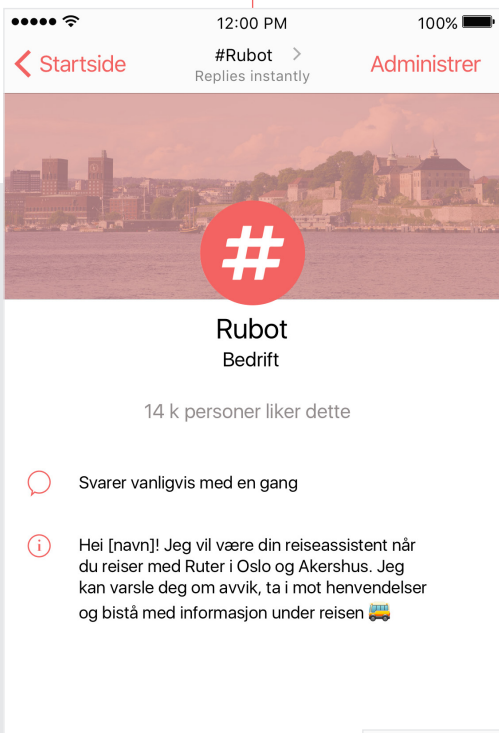 12:00 PM
100%
Startside
#Rubot
Administrer
Replies instantly
#
Rubot
Bedrift
14 k personer liker dette
Svarer vanligvis med en gang
Hei [navn]! Jeg vil være din reiseassistent når
du reiser med Ruter i Oslo og Akershus. Jeg
kan varsle deg om avvik, ta i mot henvendelser
og bistå med informasjon under reisen 🚌